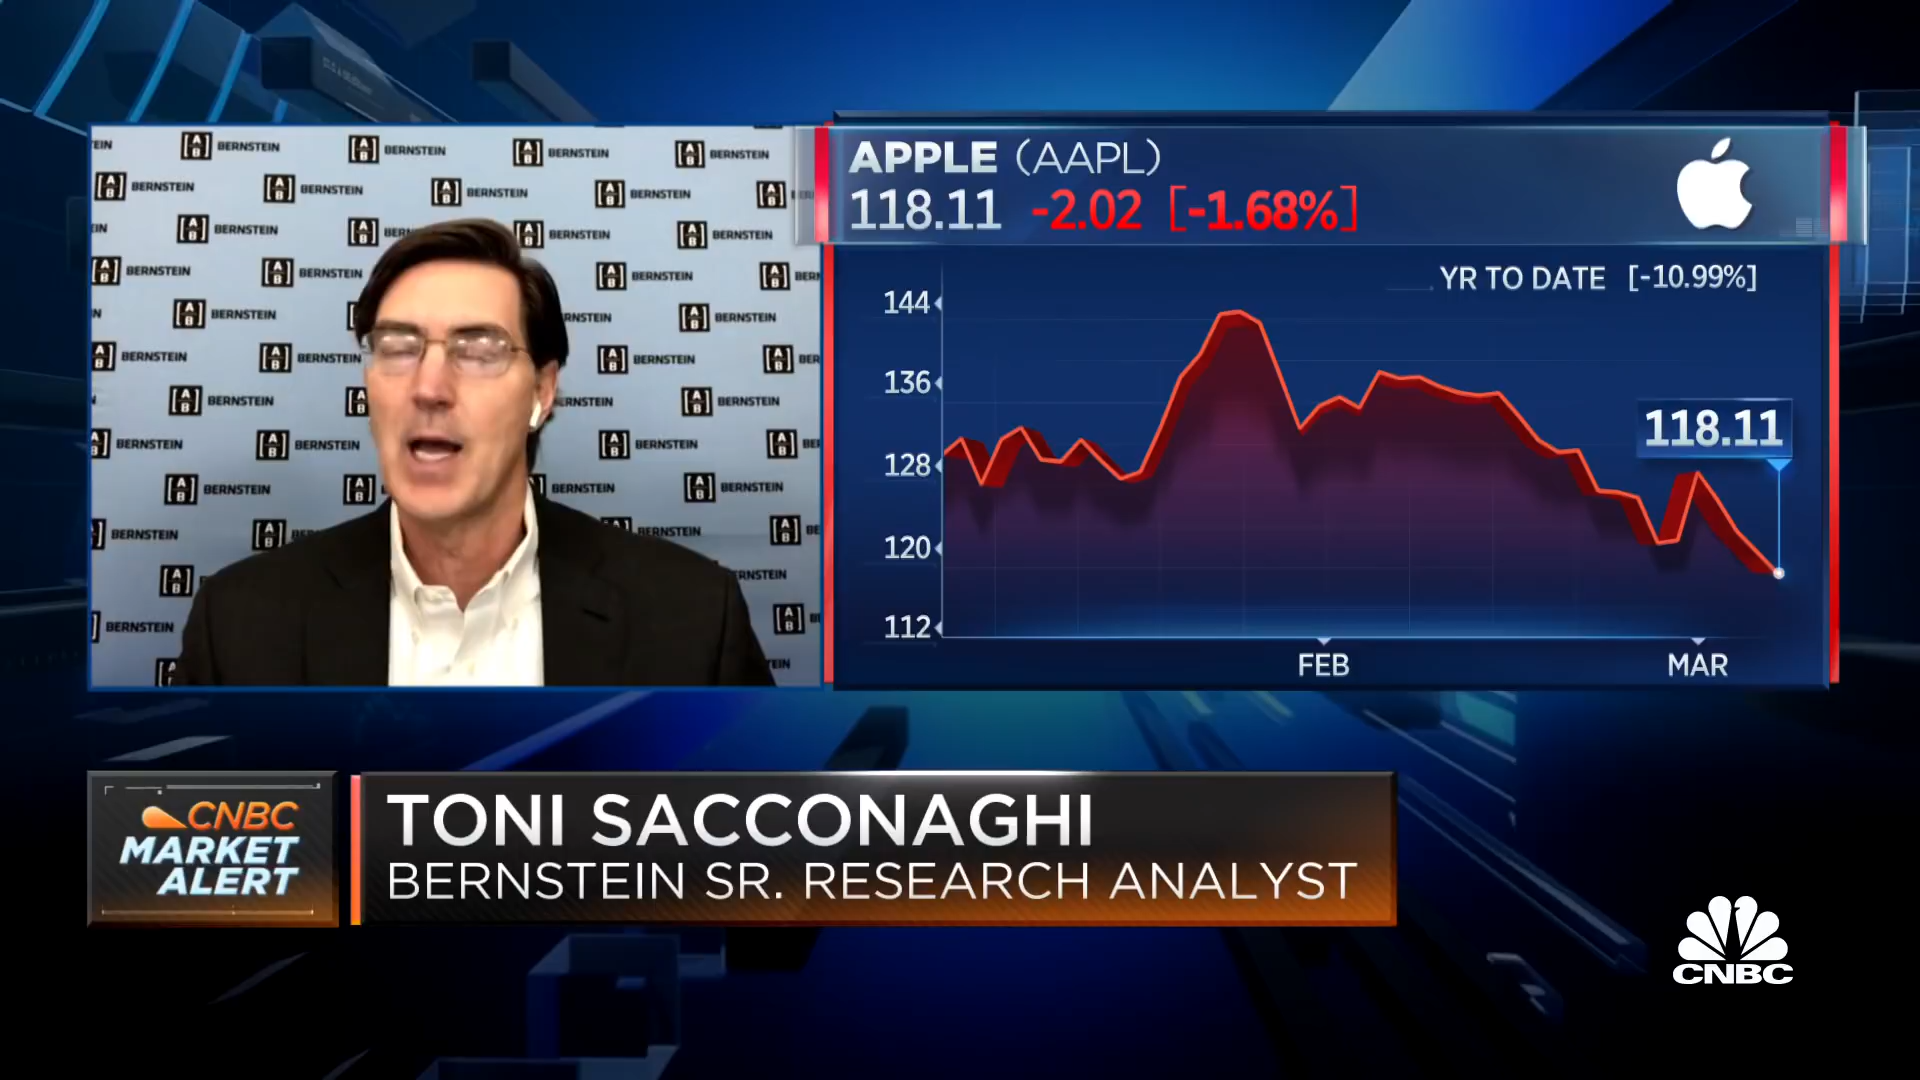 APPLE (AAPL)
118.11 -2.02 [-1.68%]
YR TO DATE [-10.99%]
144
136
128
120
112
118.11
FEB
MAR
[A/B] BERNSTEIN
CNBC
MARKET
ALERT
TONI SACCONAGHI
BERNSTEIN SR. RESEARCH ANALYST
CNBC